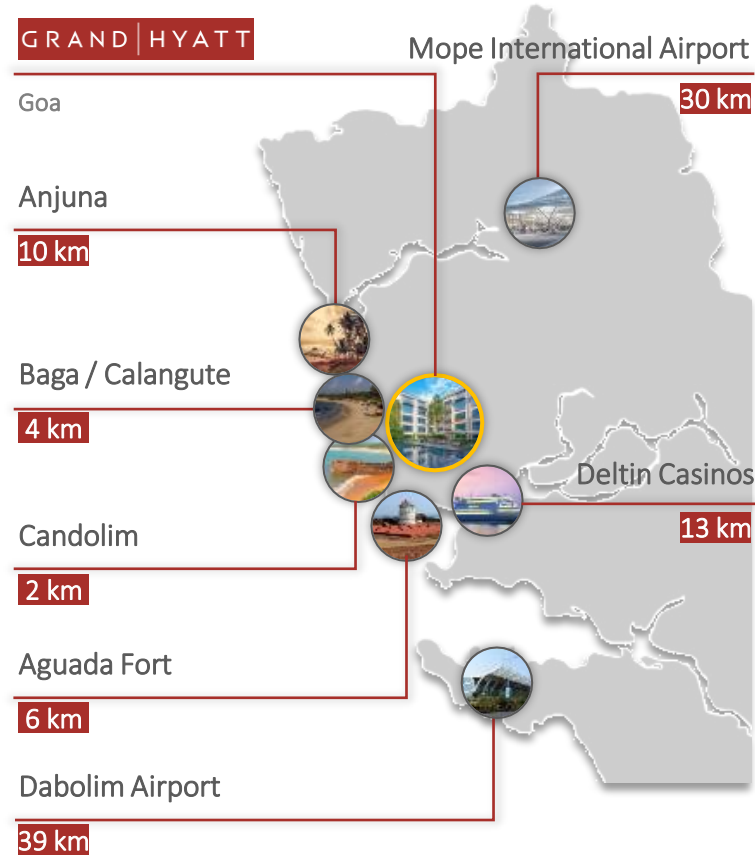 GRAND | HYATT
Mope International Airport
30 km
Goa
Anjuna
10 km
Baga / Calangute
4 km
Deltin Casinos
13 km
Candolim
2 km
Aguada Fort
6 km
Dabolim Airport
39 km